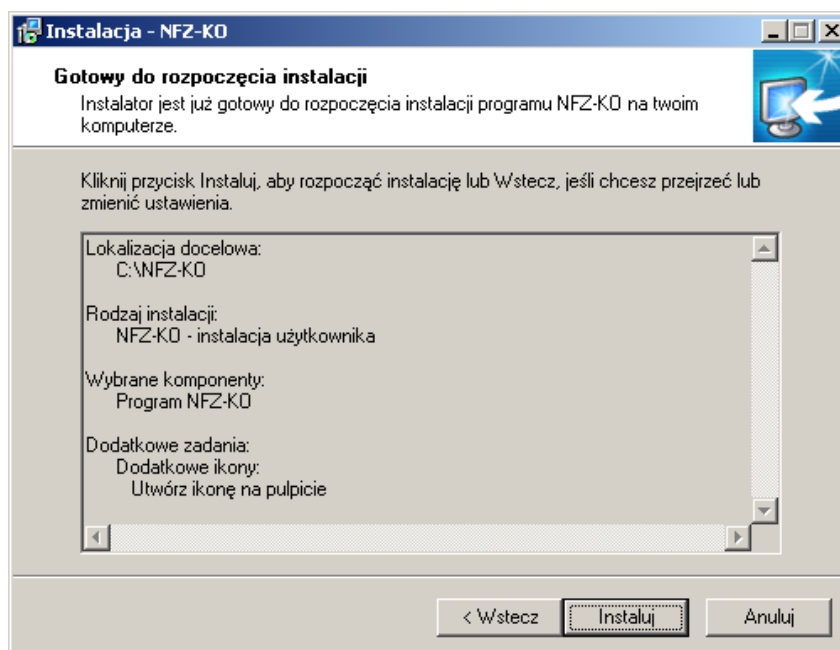 Instalacja - NFZ-KO
Gotowy do rozpoczęcia instalacji
Instalator jest już gotowy do rozpoczęcia instalacji programu NFZ-KO na twoim
komputerze.
Kliknij przycisk Instaluj, aby rozpocząć instalację lub Wstecz, jeśli chcesz przejrzeć lub
zmienić ustawienia.
Lokalizacja docelowa:
C:\NFZ-KO
Rodzaj instalacji:
NFZ-KO - instalacja użytkownika
Wybrane komponenty:
Program NFZ-KO
Dodatkowe zadania:
Dodatkowe ikony:
Utwórz ikonę na pulpicie
< Wstecz
Instaluj
Anuluj